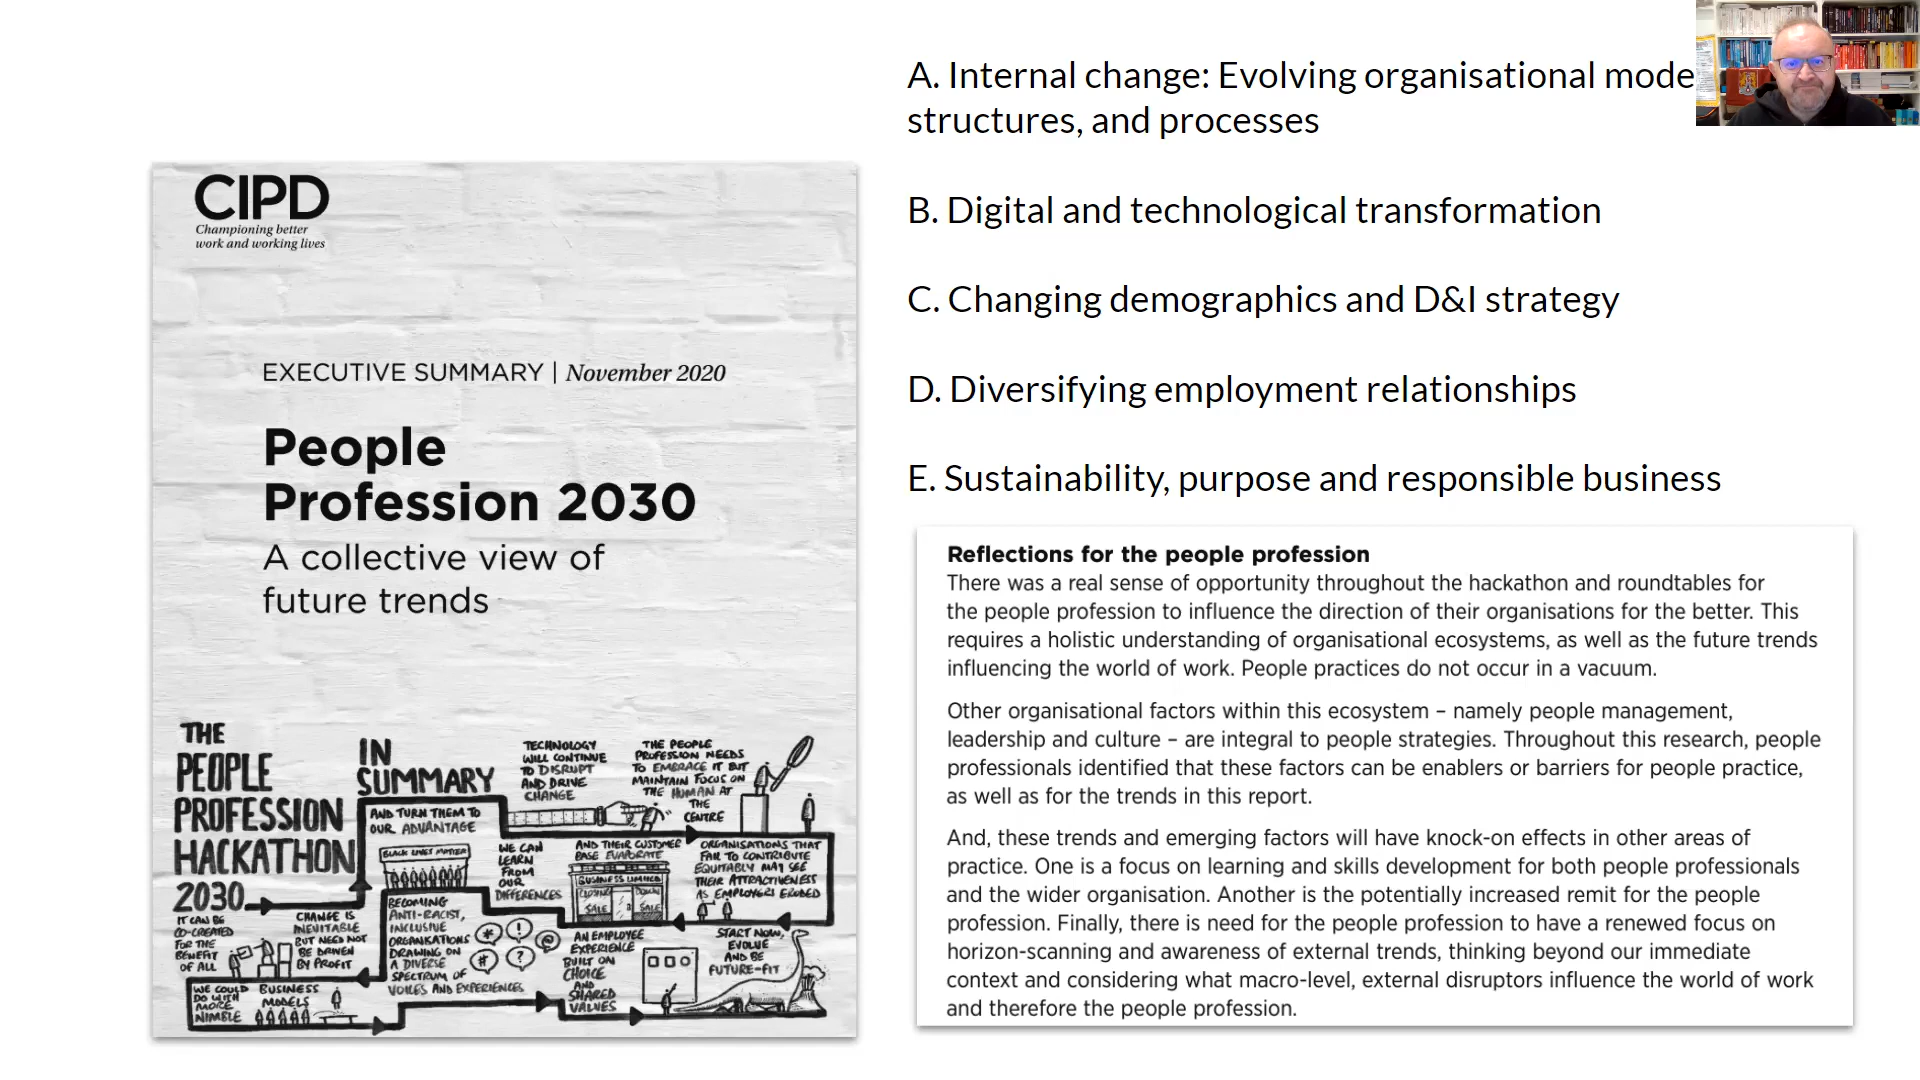 A. Internal change: Evolving organisational mode
structures, and processes
B. Digital and technological transformation
C. Changing demographics and D&I strategy
D. Diversifying employment relationships
E. Sustainability, purpose and responsible business
CIPD
Championing better
work and working lives
EXECUTIVE SUMMARY | November 2020
People
Profession 2030
A collective view of
future trends
THE
PEOPLE
PROFESSION
HACKATHON
2030
IN
SUMMARY
IT CAN BE
CO-CREATED
FOR THE
BENEFIT
OF ALL
CHANGE IS
INEVITABLE
BUT NEED NOT
BE DRIVEN
BY PROFIT
WE COULD
DO WITH
MORE
NIMBLE
BUSINESS
MODELS
AND TURN THEM TO
OUR ADVANTAGE
BLACK LIVES MATTER
BECOMING
ANTI-RACIST,
INCLUSIVE
ORGANISATIONS
DRAWING ON
A DIVERSE
SPECTRUM OF
VOICES AND EXPERIENCES
WE CAN
LEARN
FROM
OUR
DIFFERENCES
TECHNOLOGY
WILL CONTINUE
TO DISRUPT
AND DRIVE
CHANGE
THE PEOPLE
PROFESSION NEEDS
TO EMBRACE IT BUT
MAINTAIN FOCUS ON
THE HUMAN AT
THE
CENTRE
AND THEIR CUSTOMER
BASE EVAPORATE
BUSINESS LIMITED
CLOSING
DOWN
SALE
SALE
ORGANISATIONS THAT
FAIL TO CONTRIBUTE
EQUITABLY MAY SEE
THEIR ATTRACTIVENESS
AS EMPLOYERS ERODED
* ! @ # ?
AN EMPLOYEE
EXPERIENCE
BUILT ON
CHOICE
AND
SHARED
VALUES
START NOW,
EVOLVE
AND BE
FUTURE-FIT
Reflections for the people profession
There was a real sense of opportunity throughout the hackathon and roundtables for
the people profession to influence the direction of their organisations for the better. This
requires a holistic understanding of organisational ecosystems, as well as the future trends
influencing the world of work. People practices do not occur in a vacuum.
Other organisational factors within this ecosystem – namely people management,
leadership and culture – are integral to people strategies. Throughout this research, people
professionals identified that these factors can be enablers or barriers for people practice,
as well as for the trends in this report.
And, these trends and emerging factors will have knock-on effects in other areas of
practice. One is a focus on learning and skills development for both people professionals
and the wider organisation. Another is the potentially increased remit for the people
profession. Finally, there is need for the people profession to have a renewed focus on
horizon-scanning and awareness of external trends, thinking beyond our immediate
context and considering what macro-level, external disruptors influence the world of work
and therefore the people profession.